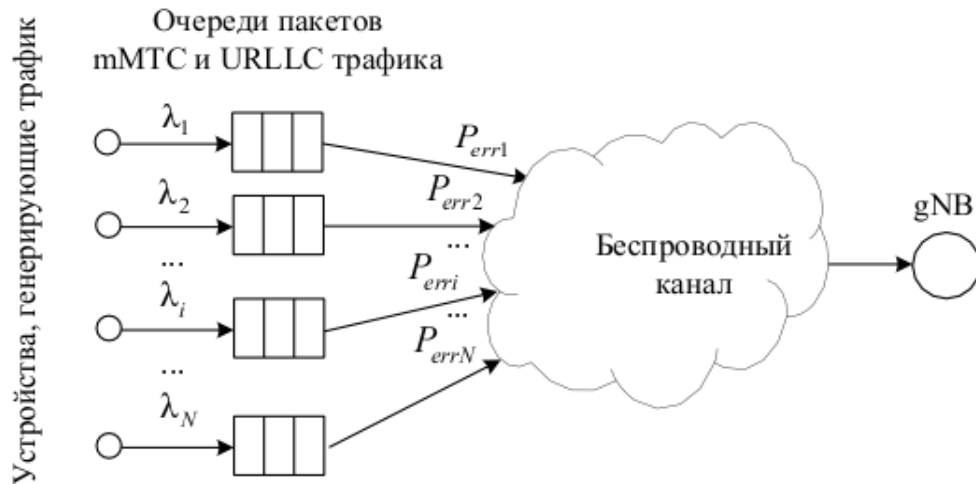 Устройства, генерирующие трафик
Очереди пакетов
mMTC и URLLC трафика
λ1
Perr1
λ2
Perr2
...
...
gNB
Беспроводный
канал
λi
Perri
...
...
PerrN
λN